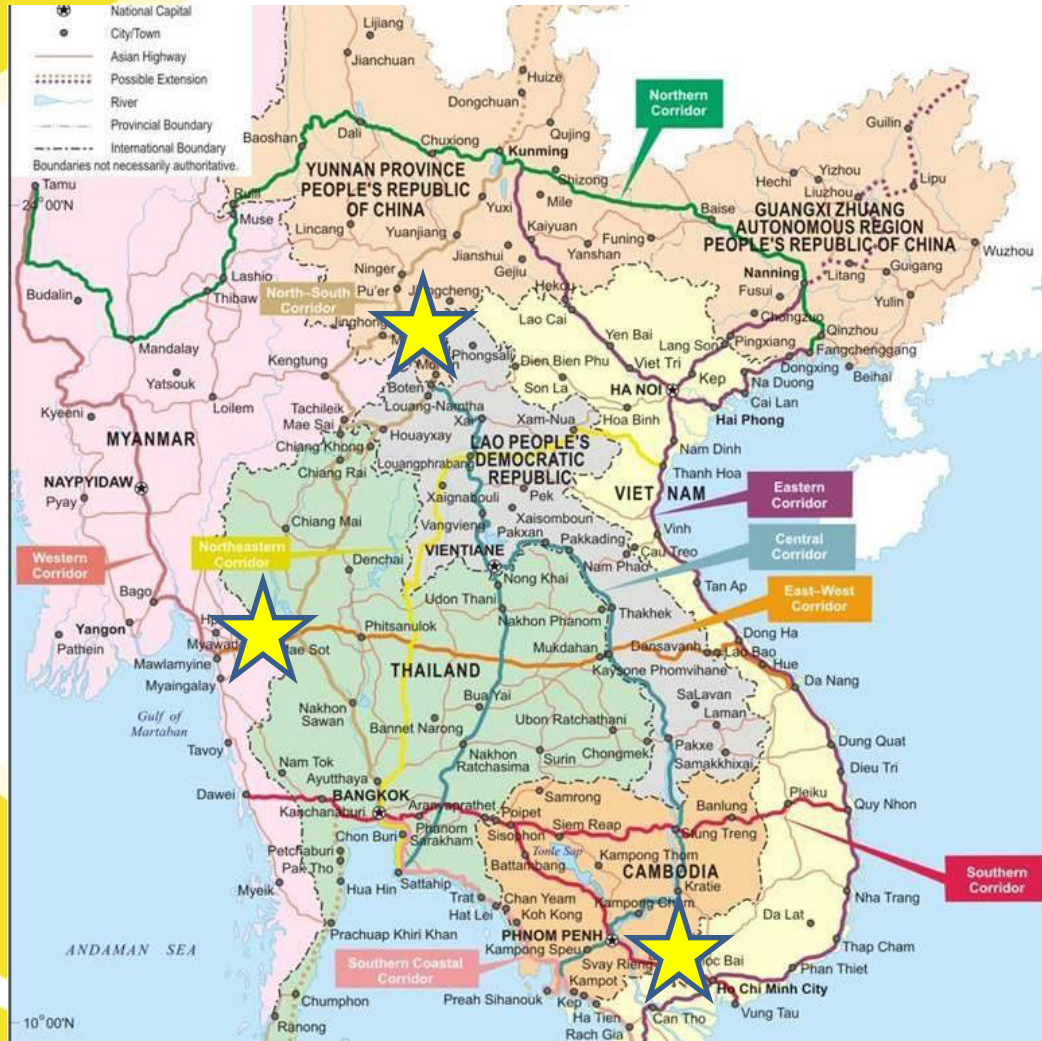 National Capital
City/Town
Asian Highway
Possible Extension
River
Provincial Boundary
International Boundary
Boundaries not necessarily authoritative.
Lijiang
Jianchuan
Huize
Dongchuan
Northern
Corridor
Guilin
Baoshan
Dali
Chuxiong
Qujing
Kunming
Tamu
24°00'N
YUNNAN PROVINCE
PEOPLE'S REPUBLIC
OF CHINA
Shizong
Hechi
Yizhou
Liuzhou
Lipu
Muse
Yuxi
Mile
Baise
GUANGXI ZHUANG
AUTONOMOUS REGION
PEOPLE'S REPUBLIC OF CHINA
Lincang
Yuanjiang
Kaiyuan
Funing
Yanshan
Wuzhou
Jianshui
Gejiu
Nanning
Litang
Guigang
Lashio
Thibaw
Ninger
Pu'er
Hekou
Fusui
Yulin
Budalin
North–South
Corridor
Lao Cai
Chongzuo
Qinzhou
Mandalay
Jinghong
Phongsaly
Yen Bai
Lang Son
Pingxiang
Fangchenggang
Yatsouk
Kengtung
Dien Bien Phu
Viet Tri
Dongxing
Beihai
Boten
Son La
HA NOI
Kep
Na Duong
Cai Lan
Kyeeni
Loilem
Tachileik
Mae Sai
Louang-Namtha
Xai
Xam-Nua
Hoa Binh
Hai Phong
MYANMAR
Houayxay
Chiang Khong
LAO PEOPLE'S
DEMOCRATIC
REPUBLIC
Nam Dinh
Chiang Rai
Louangphrabang
Thanh Hoa
NAYPYIDAW
Pyay
Xaignabouli
Pek
VIET NAM
Eastern
Corridor
Chiang Mai
Vangvieng
Xaisomboun
Pakxan
Vinh
Western
Corridor
Northeastern
Corridor
Denchai
VIENTIANE
Pakkading
Cau Treo
Central
Corridor
Nam Phao
Bago
Nong Khai
Tan Ap
East–West
Corridor
Udon Thani
Thakhek
Yangon
Pathein
Phitsanulok
Nakhon Phanom
Dong Ha
Mawlamyine
Mae Sot
Mukdahan
Dansavanh
Lao Bao
Hue
Myaingalay
THAILAND
Kaysone Phomvihane
Da Nang
Gulf of
Martaban
Nakhon
Sawan
Bua Yai
SaLavan
Laman
Bannet Narong
Ubon Ratchathani
Tavoy
Nakhon
Ratchasima
Surin
Chongmek
Pakxe
Samakkhixai
Dung Quat
Nam Tok
Ayutthaya
Dieu Tri
Dawei
BANGKOK
Kanchanaburi
Aranyaprathet
Poipet
Samrong
Banlung
Pleiku
Quy Nhon
Chon Buri
Phanom
Sarakham
Sisophon
Siem Reap
Stung Treng
Petchaburi
Pak Tho
Battambang
Tonle Sap
Kampong Thom
CAMBODIA
Southern
Corridor
Myeik
Hua Hin
Sattahip
Trat
Hat Lei
Chan Yeam
Koh Kong
Kratie
Kampong Cham
Nha Trang
Da Lat
ANDAMAN SEA
Prachuap Khiri Khan
PHNOM PENH
Kampong Speu
Thap Cham
Southern Coastal
Corridor
Svay Rieng
Kampot
Phan Thiet
Ho Chi Minh City
Chumphon
Preah Sihanouk
Kep
Vung Tau
10°00'N
Ranong
Ha Tien
Rach Gia
Can Tho